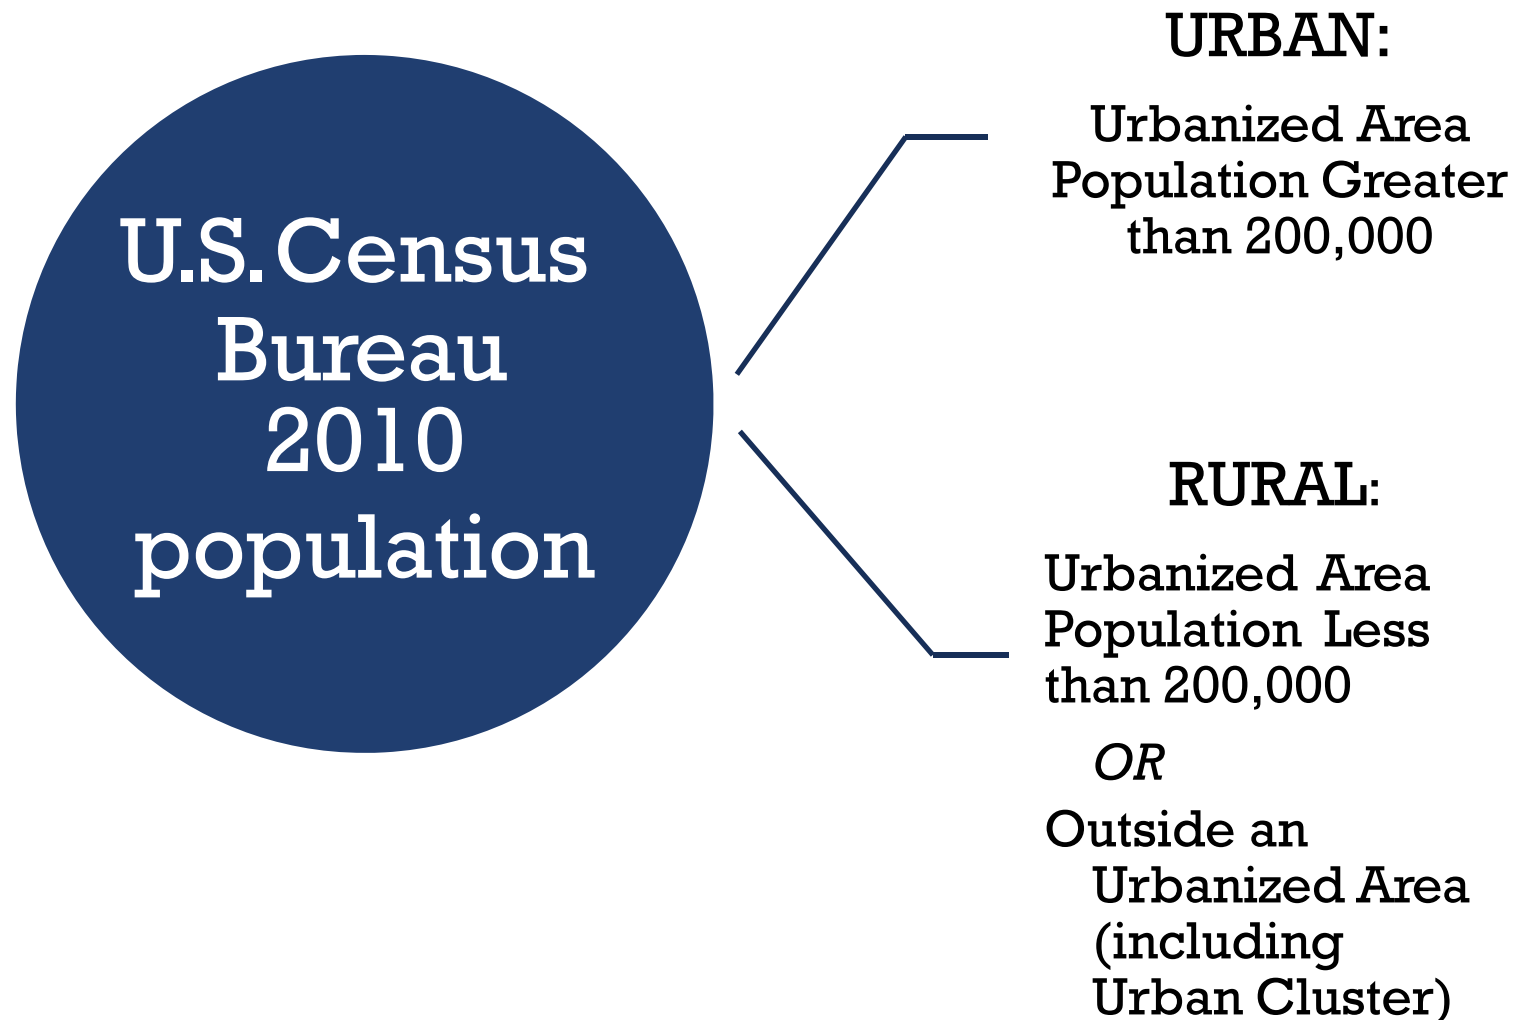 U.S. Census
Bureau
2010
population
URBAN:
Urbanized Area
Population Greater
than 200,000
RURAL:
Urbanized Area
Population Less
than 200,000
OR
Outside an
Urbanized Area
(including
Urban Cluster)